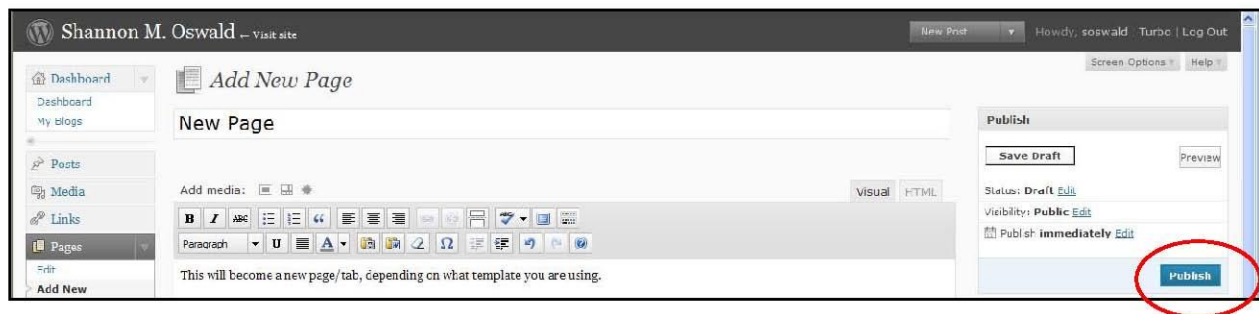 Shannon M. Oswald ← Visit site
New Post
Howdy, soswald Turbo | Log Out
Screen Options Help
Dashboard
Dashboard
My Blogs
Posts
Media
Links
Pages
Edit
Add New
Add New Page
New Page
Add media:
Visual HTML
B I ABC
Paragraph U A Ω
This will become a new page/tab, depending on what template you are using.
Publish
Save Draft Preview
Status: Draft Edit
Visibility: Public Edit
Publish immediately Edit
Publish